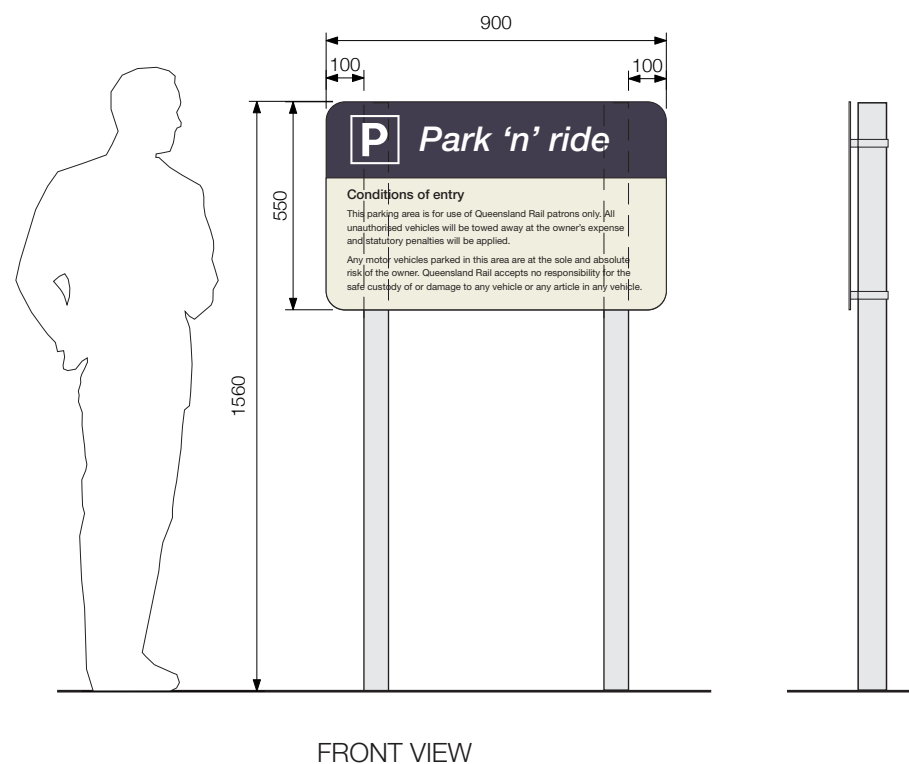 900
100
100
P
Park ‘n’ ride
550
Conditions of entry
This parking area is for use of Queensland Rail patrons only. All
unauthorised vehicles will be towed away at the owner’s expense
and statutory penalties will be applied.
Any motor vehicles parked in this area are at the sole and absolute
risk of the owner. Queensland Rail accepts no responsibility for the
safe custody of or damage to any vehicle or any article in any vehicle.
1560
FRONT VIEW